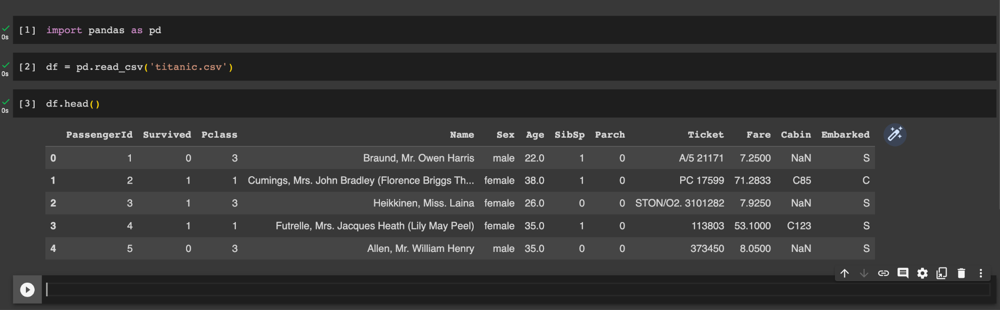 [1] import pandas as pd
0s
[2] df = pd.read_csv('titanic.csv')
0s
[3] df.head()
0s
PassengerId Survived Pclass Name Sex Age SibSp Parch Ticket Fare Cabin Embarked
0 1 0 3 Braund, Mr. Owen Harris male 22.0 1 0 A/5 21171 7.2500 NaN S
1 2 1 1 Cumings, Mrs. John Bradley (Florence Briggs Th... female 38.0 1 0 PC 17599 71.2833 C85 C
2 3 1 3 Heikkinen, Miss. Laina female 26.0 0 0 STON/O2. 3101282 7.9250 NaN S
3 4 1 1 Futrelle, Mrs. Jacques Heath (Lily May Peel) female 35.0 1 0 113803 53.1000 C123 S
4 5 0 3 Allen, Mr. William Henry male 35.0 0 0 373450 8.0500 NaN S